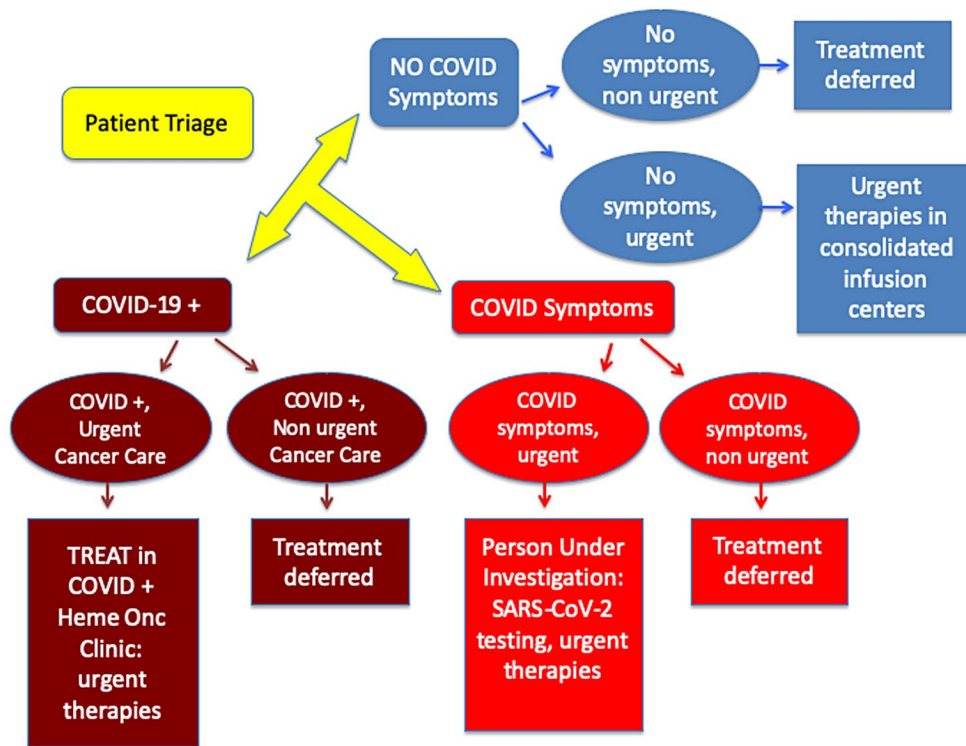 Patient Triage
NO COVID
Symptoms
No
symptoms,
non urgent
Treatment
deferred
No
symptoms,
urgent
Urgent
therapies in
consolidated
infusion
centers
COVID-19 +
COVID +,
Urgent
Cancer Care
COVID +,
Non urgent
Cancer Care
TREAT in
COVID +
Heme Onc
Clinic:
urgent
therapies
Treatment
deferred
COVID Symptoms
COVID
symptoms,
urgent
COVID
symptoms,
non urgent
Person Under
Investigation:
SARS-CoV-2
testing, urgent
therapies
Treatment
deferred